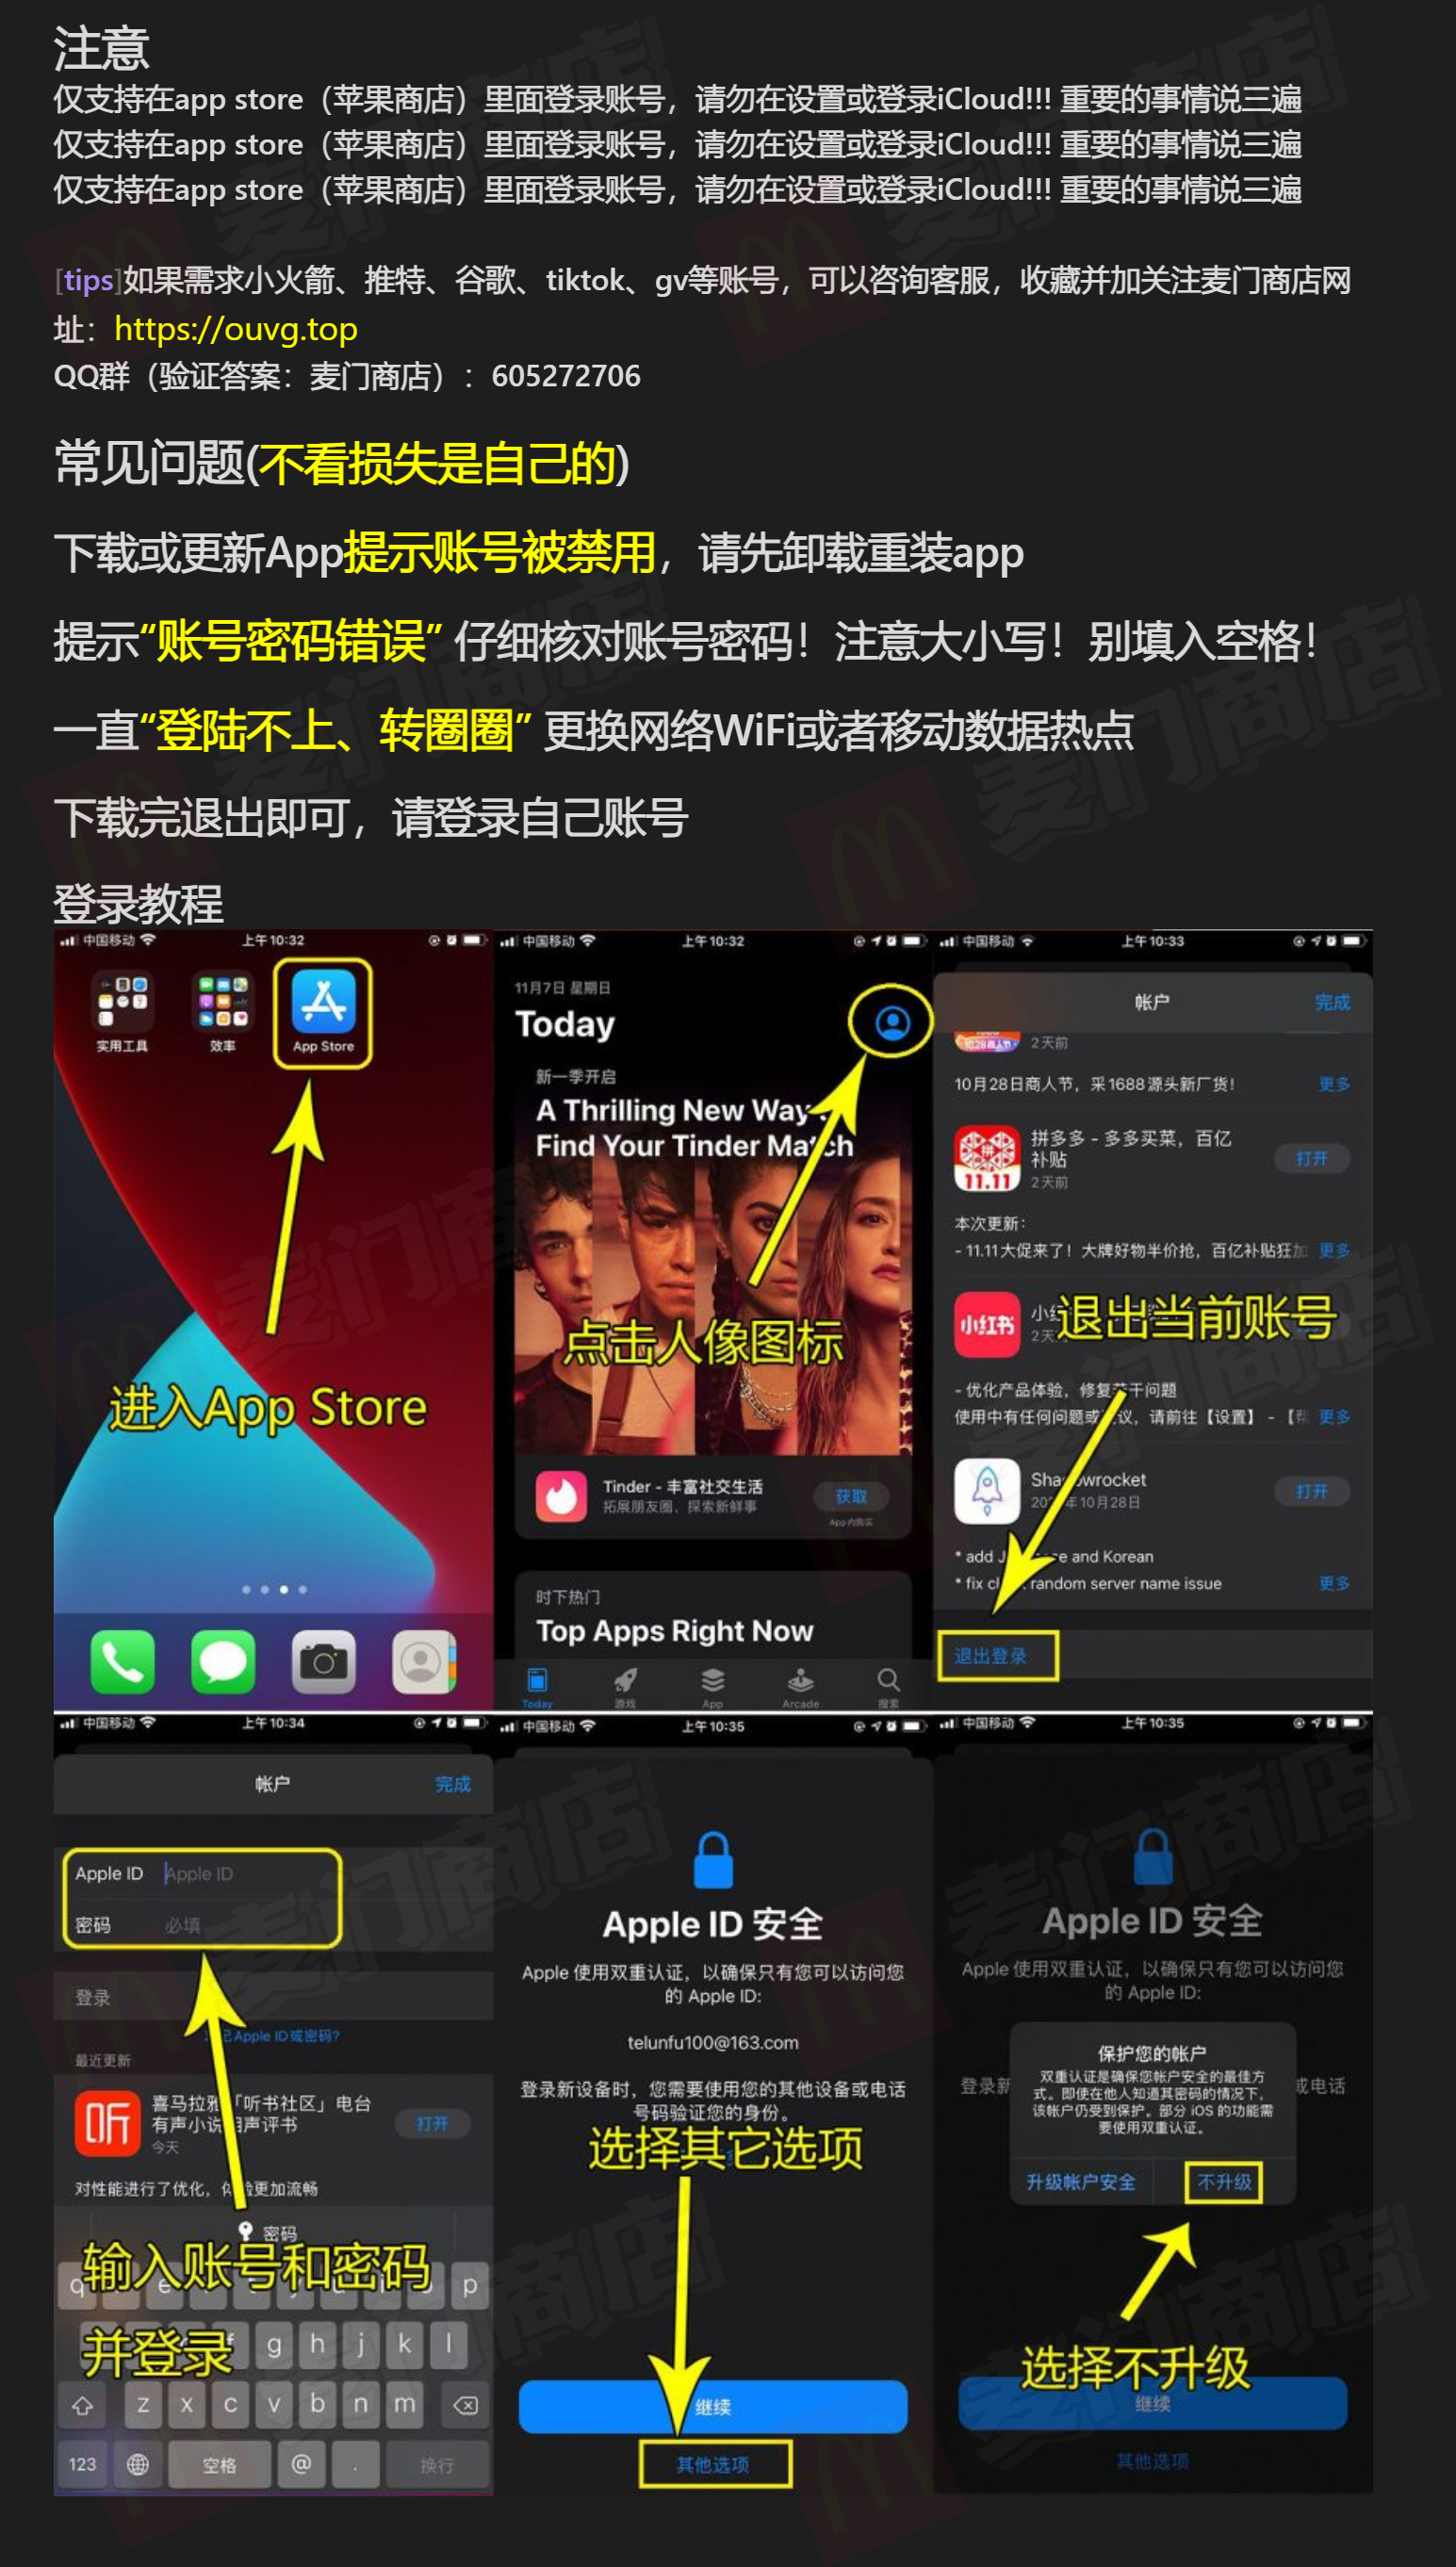 注意
仅支持在app store（苹果商店）里面登录账号，请勿在设置或登录iCloud!!! 重要的事情说三遍
仅支持在app store（苹果商店）里面登录账号，请勿在设置或登录iCloud!!! 重要的事情说三遍
仅支持在app store（苹果商店）里面登录账号，请勿在设置或登录iCloud!!! 重要的事情说三遍
[tips]如果需求小火箭、推特、谷歌、tiktok、gv等账号，可以咨询客服，收藏并加关注麦门商店网
址：https://ouvg.top
QQ群（验证答案：麦门商店）：605272706
常见问题(不看损失是自己的)
下载或更新App提示账号被禁用，请先卸载重装app
提示“账号密码错误” 仔细核对账号密码！注意大小写！别填入空格！
一直“登陆不上、转圈圈” 更换网络WiFi或者移动数据热点
下载完退出即可，请登录自己账号
登录教程
中国移动 上午10:32
实用工具 效率 App Store
进入App Store
中国移动 上午10:32
11月7日 星期日
Today
新一季开启
A Thrilling New Way
Find Your Tinder Match
点击人像图标
Tinder - 丰富社交生活
拓展朋友圈、探索新鲜事
获取
App内购买
时下热门
Top Apps Right Now
Today 游戏 App Arcade 搜索
中国移动 上午10:33
帐户 完成
2天前
10月28日商人节，采1688源头新厂货！ 更多
拼多多 - 多多买菜，百亿
补贴
2天前
打开
11.11
本次更新：
- 11.11大促来了！大牌好物半价抢，百亿补贴狂加 更多
小红书
退出当前账号
- 优化产品体验，修复若干问题
使用中有任何问题或建议，请前往【设置】 - 【帮 更多
Shadowrocket
打开
年10月28日
* add Japanese and Korean
* fix random server name issue 更多
退出登录
中国移动 上午10:34
帐户 完成
Apple ID Apple ID
密码 必填
登录
Apple ID或密码?
最近更新
喜马拉雅「听书社区」电台
有声小说相声评书
今天
打开
听
对性能进行了优化，体验更加流畅
密码
输入账号和密码
并登录
q e p
g h j k l
z x c v b n m
123 空格 @ . 换行
中国移动 上午10:35
Apple ID 安全
Apple 使用双重认证，以确保只有您可以访问您
的 Apple ID:
telunfu100@163.com
登录新设备时，您需要使用您的其他设备或电话
号码验证您的身份。
选择其它选项
继续
其他选项
中国移动 上午10:35
Apple ID 安全
Apple 使用双重认证，以确保只有您可以访问您
的 Apple ID:
登录新 或电话
保护您的帐户
双重认证是确保您帐户安全的最佳方
式。即使在他人知道其密码的情况下，
该帐户仍受到保护。部分 iOS 的功能需
要使用双重认证。
升级帐户安全 不升级
选择不升级
继续
其他选项
麦门商店